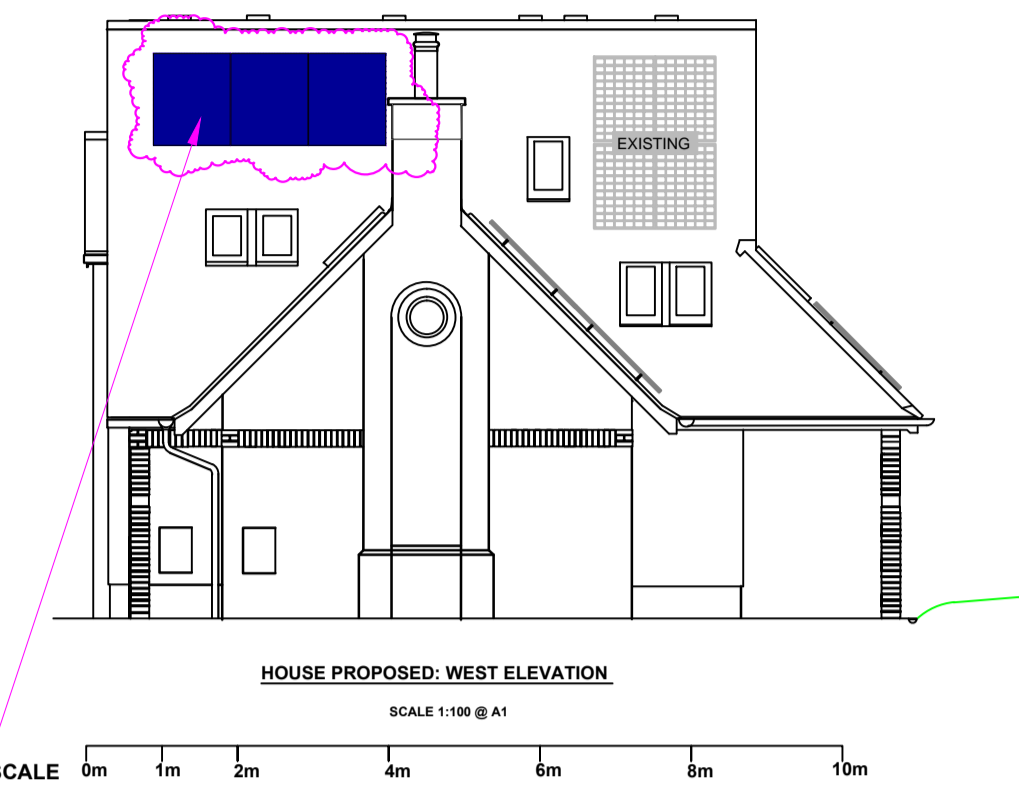 EXISTING
HOUSE PROPOSED: WEST ELEVATION
SCALE 1:100 @ A1
SCALE 0m 1m 2m 4m 6m 8m 10m